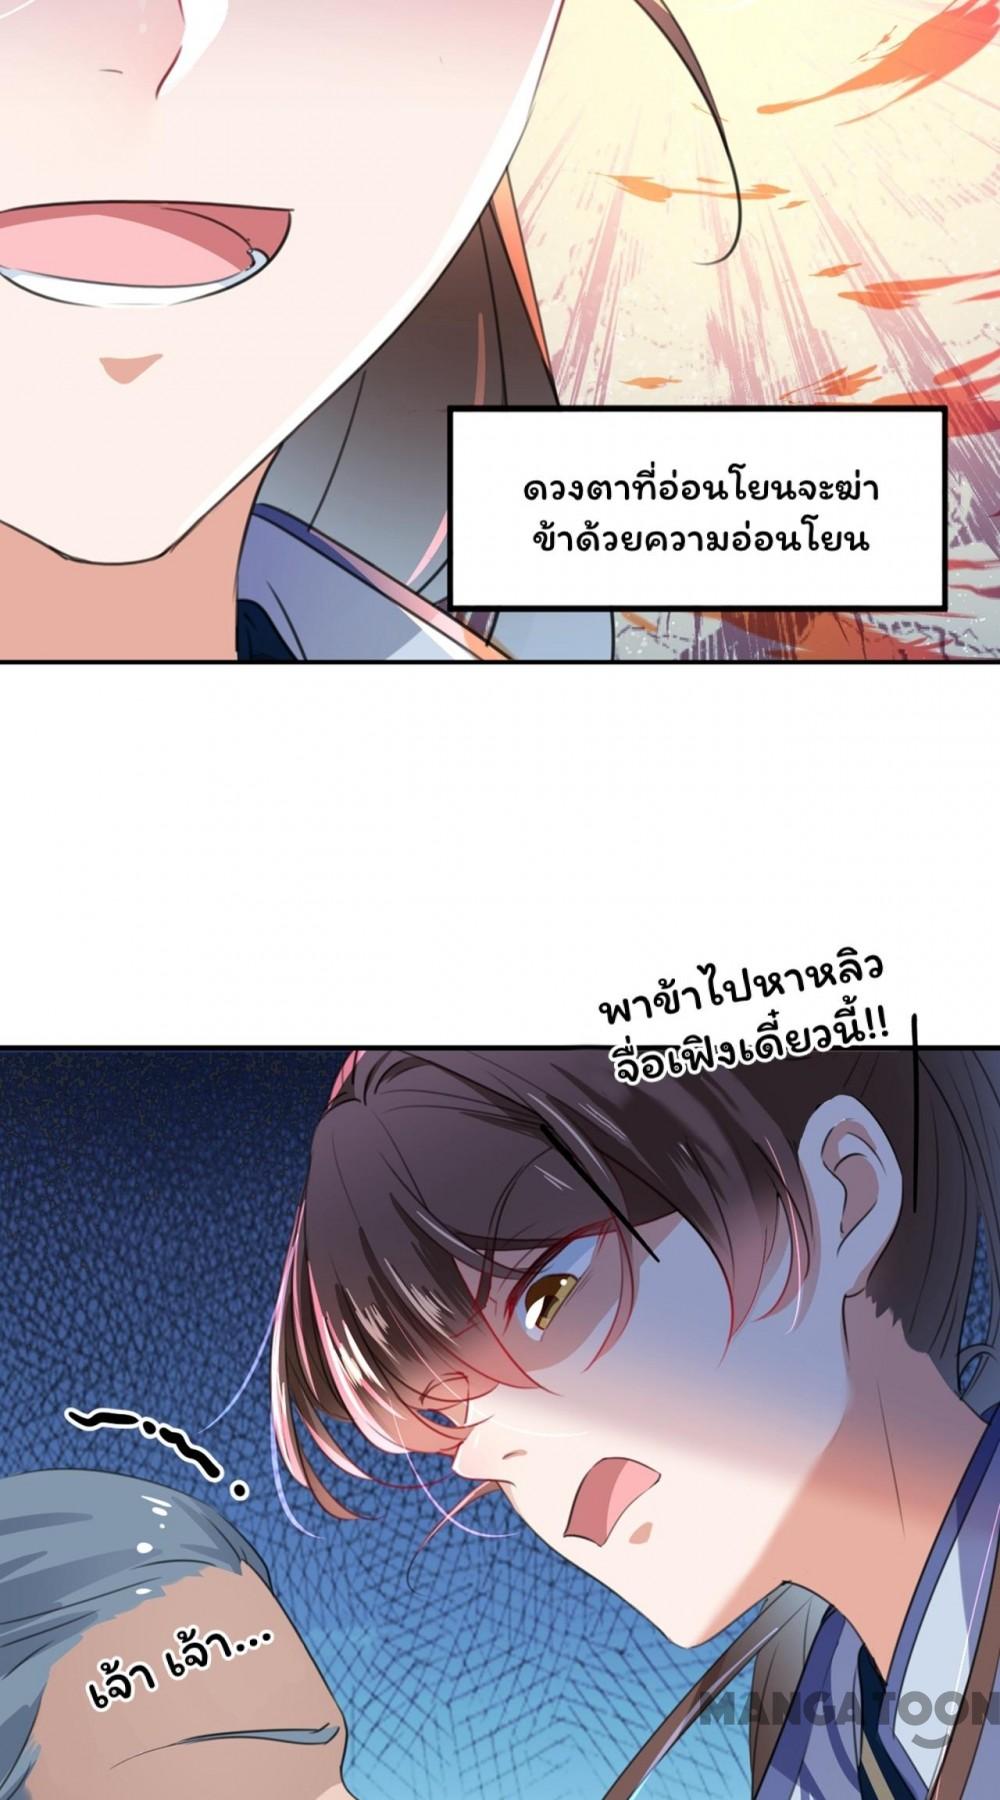 ดวงตาที่อ่อนโยนจะฆ่า
ข้าด้วยความอ่อนโยน
พาข้าไปหาหลิว
จื่อเฟิงเดี๋ยวนี้!!
เจ้า เจ้า...
MANGATOON